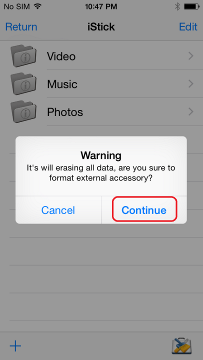 No SIM 10:47 PM
Return iStick Edit
Video
Music
Photos
Warning
It's will erasing all data, are you sure to
format external accessory?
Cancel Continue